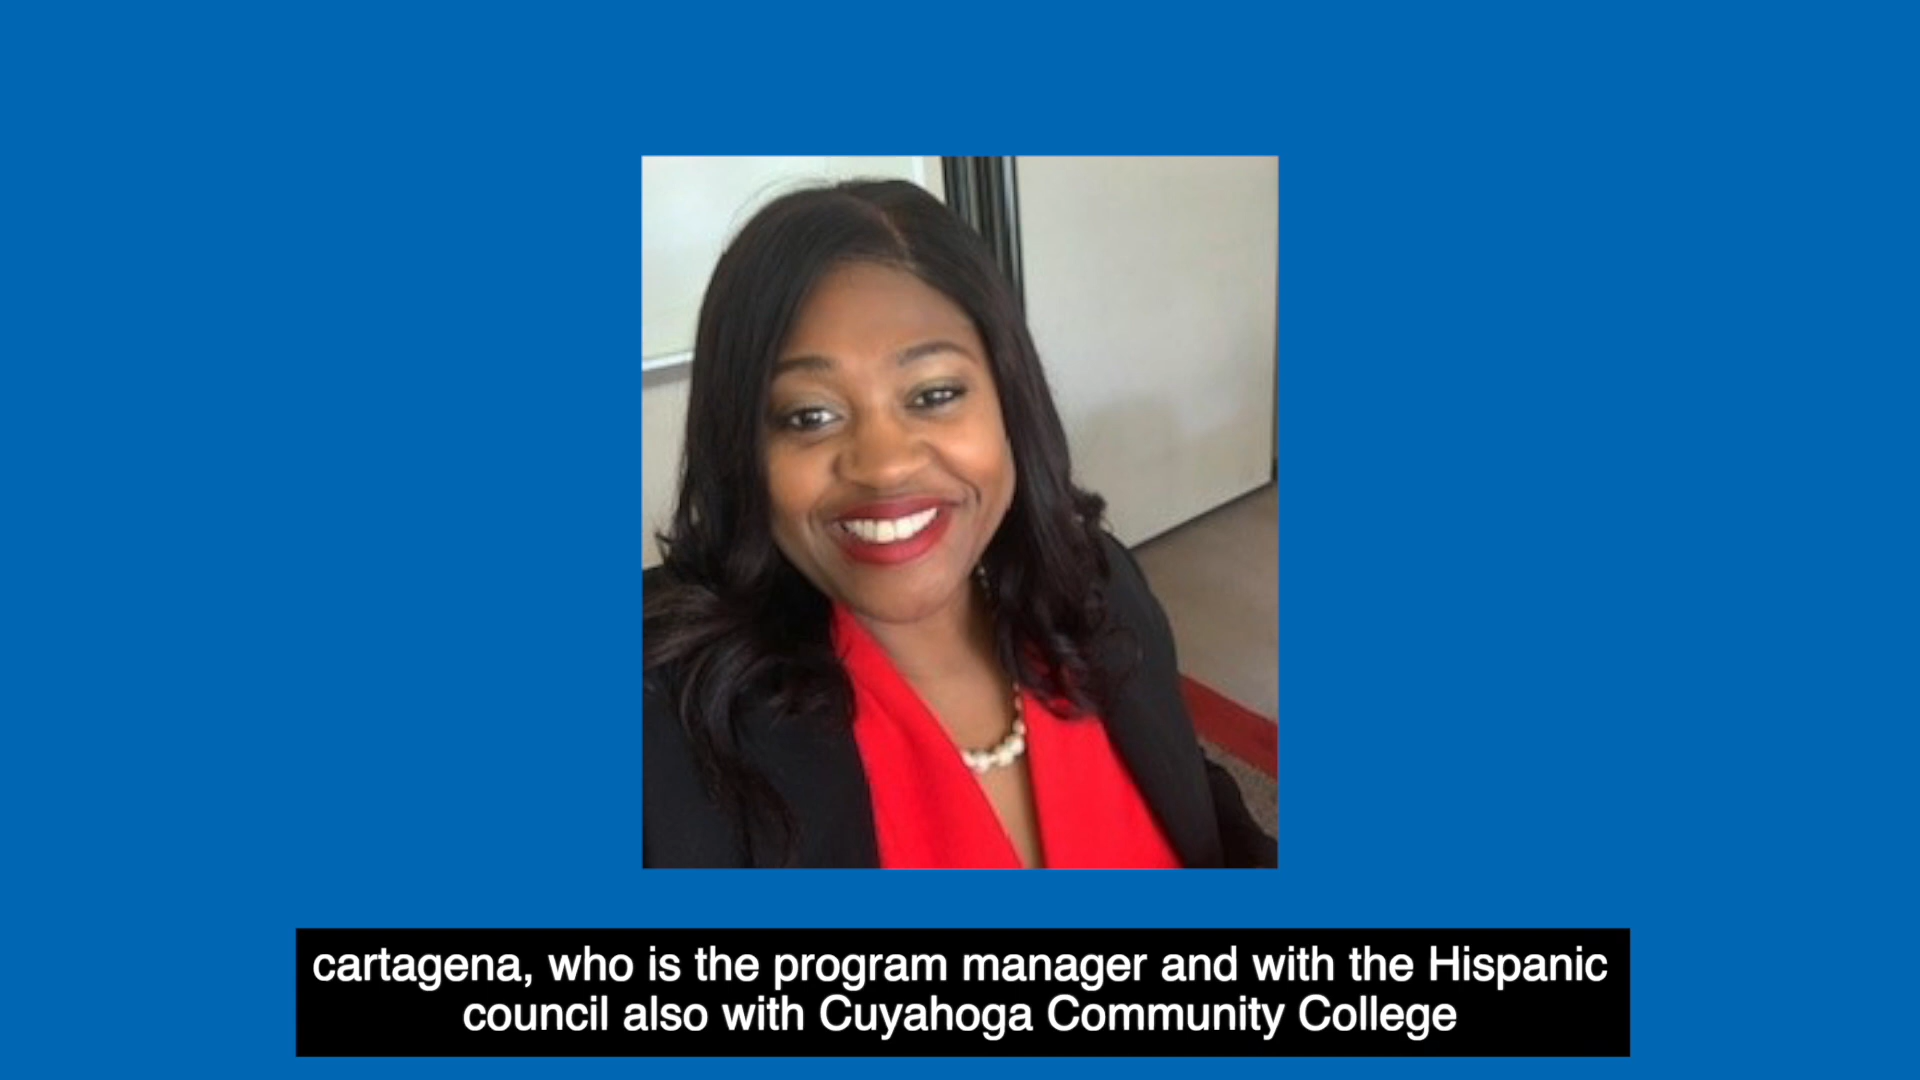 cartagena, who is the program manager and with the Hispanic
council also with Cuyahoga Community College